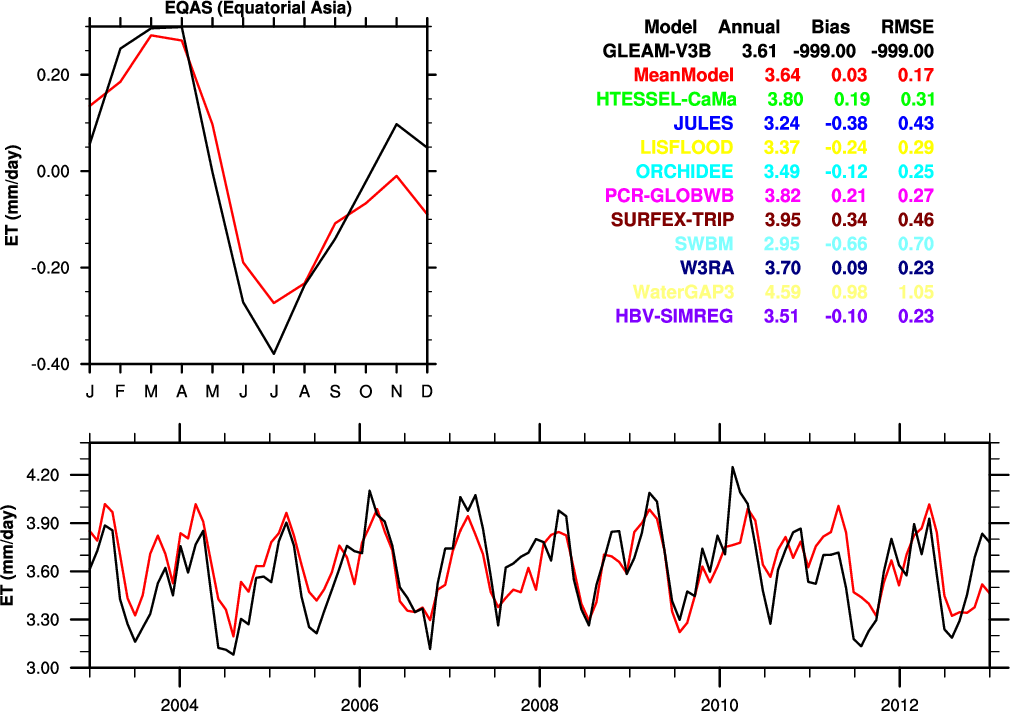 EQAS (Equatorial Asia)
Model Annual Bias RMSE
GLEAM-V3B 3.61 -999.00 -999.00
MeanModel 3.64 0.03 0.17
HTESSEL-CaMa 3.80 0.19 0.31
JULES 3.24 -0.38 0.43
LISFLOOD 3.37 -0.24 0.29
ORCHIDEE 3.49 -0.12 0.25
PCR-GLOBWB 3.82 0.21 0.27
SURFEX-TRIP 3.95 0.34 0.46
SWBM 2.95 -0.66 0.70
W3RA 3.70 0.09 0.23
WaterGAP3 4.59 0.98 1.05
HBV-SIMREG 3.51 -0.10 0.23
ET (mm/day)
0.20
0.00
-0.20
-0.40
J F M A M J J A S O N D
ET (mm/day)
4.20
3.90
3.60
3.30
3.00
2004 2006 2008 2010 2012